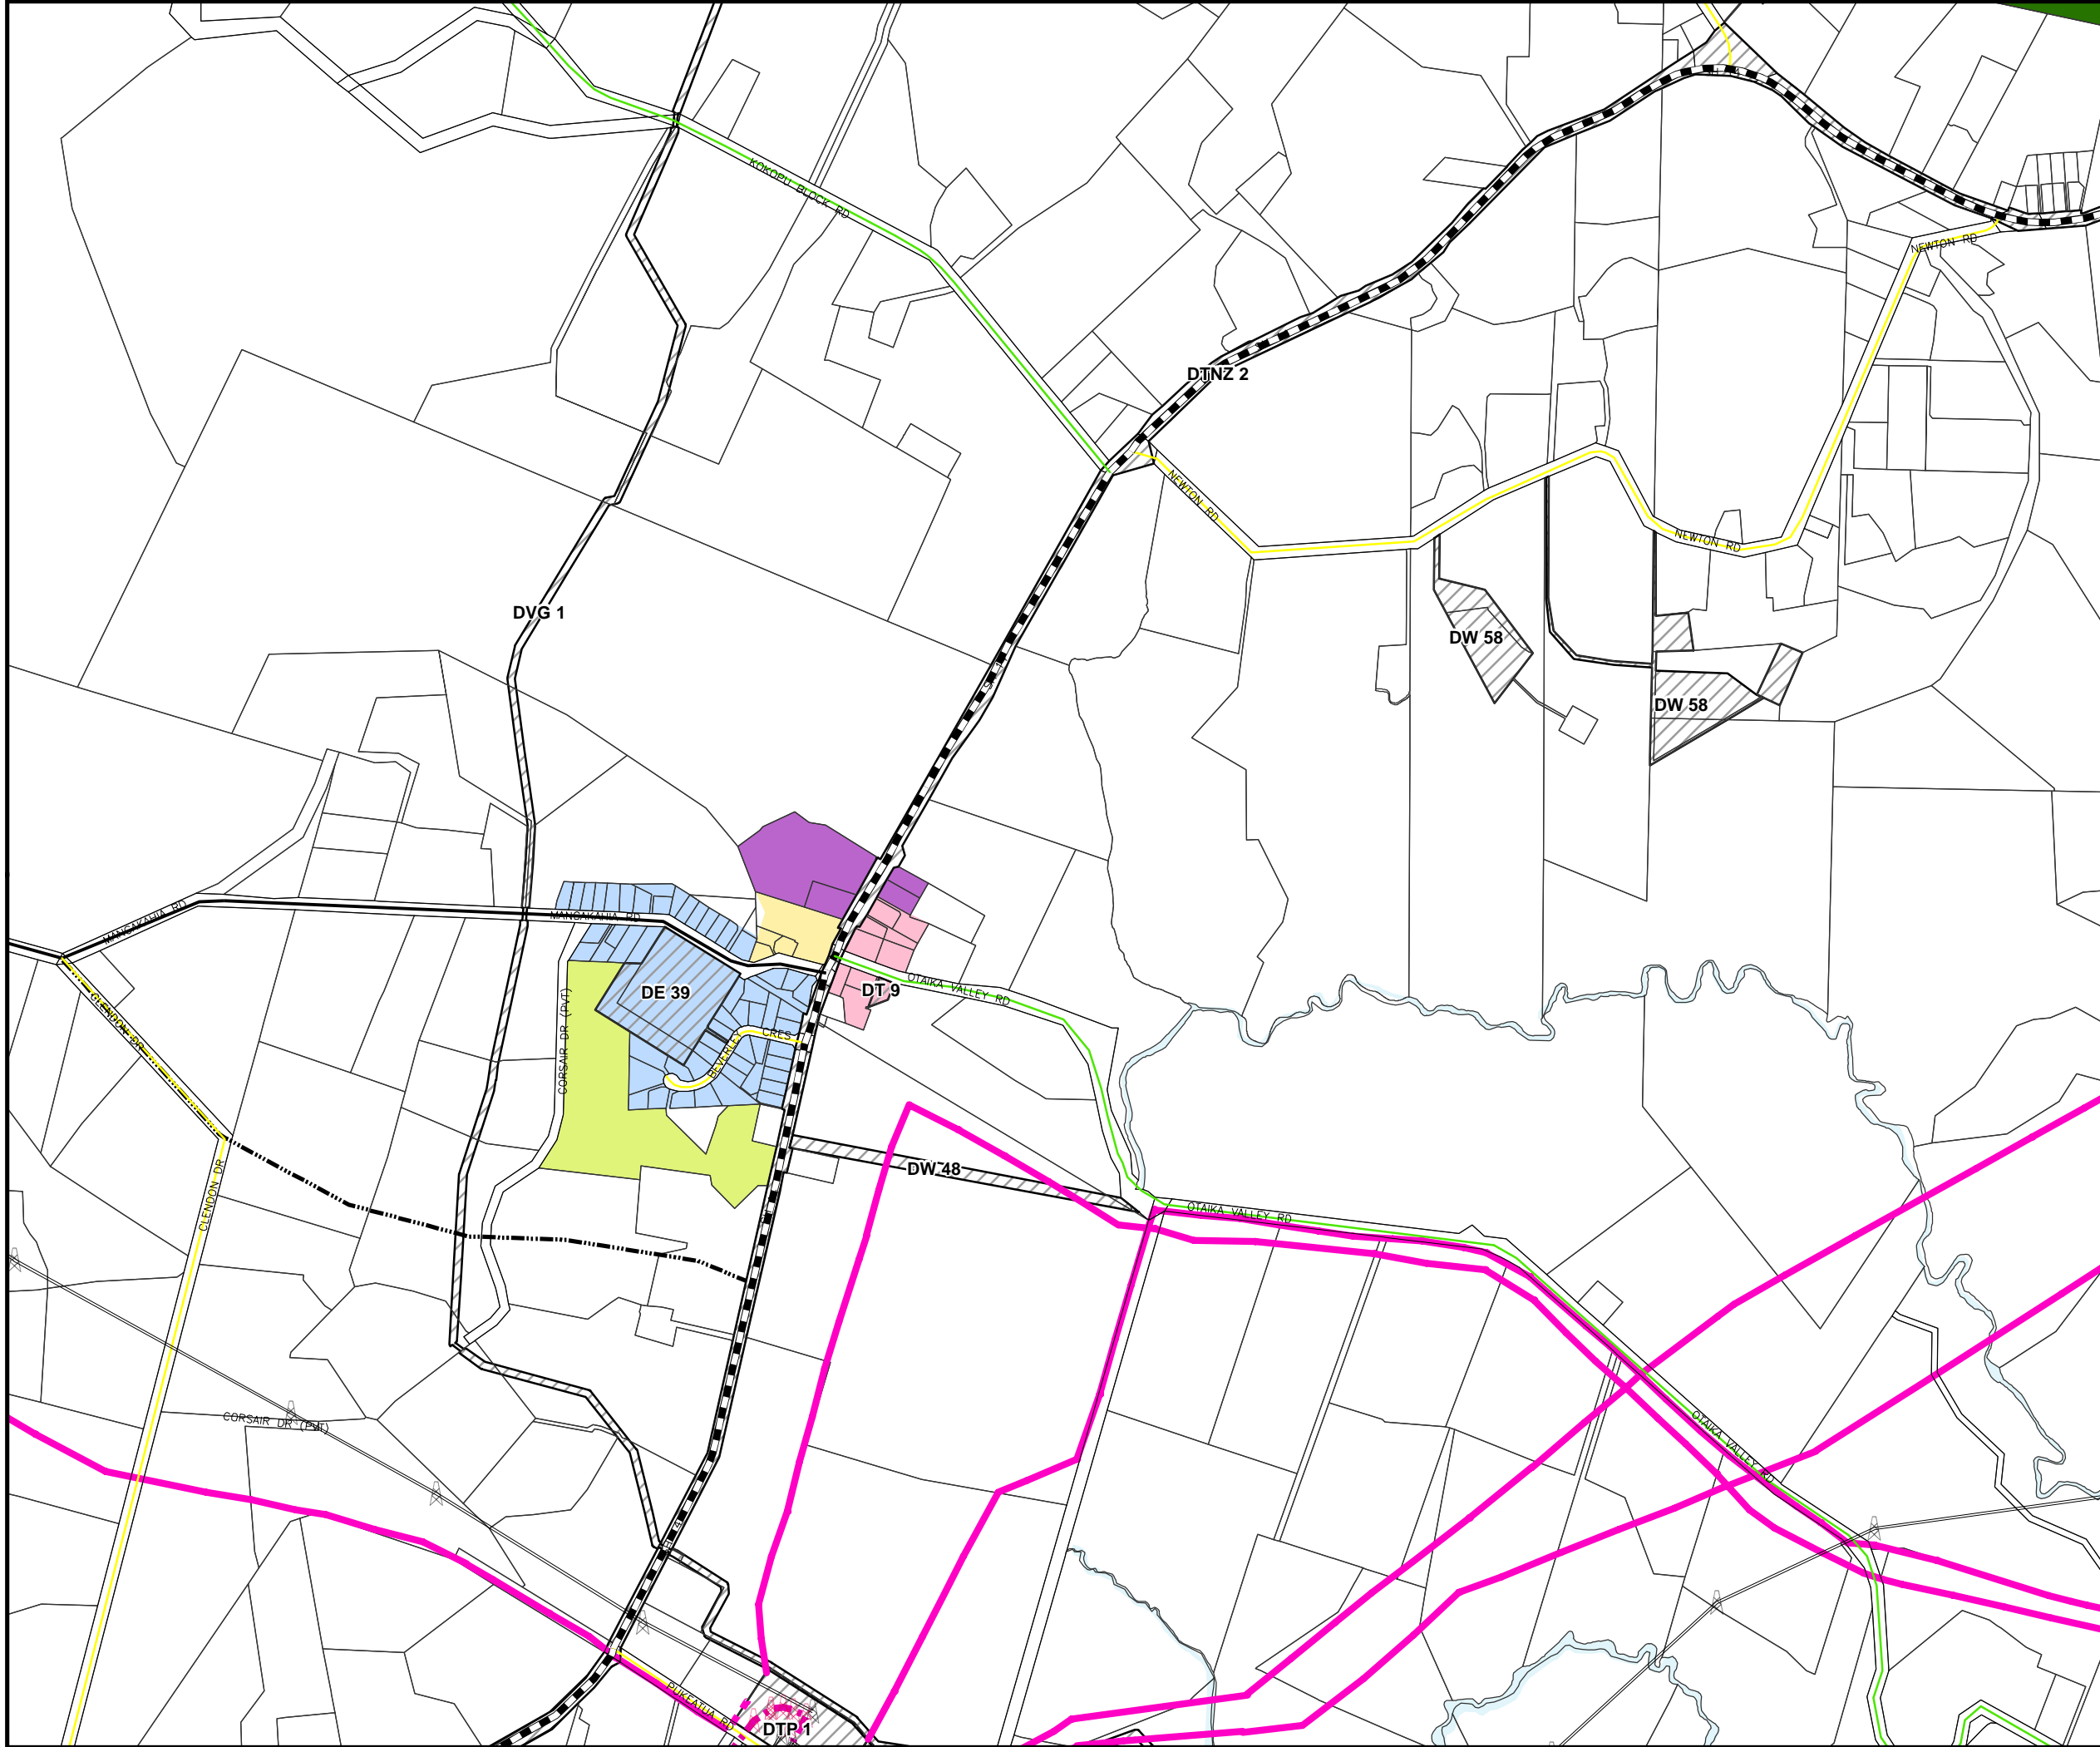 KOKOPU BLOCK RD
NEWTON RD
DTNZ 2
NEWTON RD
NEWTON RD
DVG 1
DW 58
DW 58
MANGAKAHIA RD
MANGAKAHIA RD
DE 39
DT 9
OTAIKA VALLEY RD
GLENDON DR
CORSAIR DR (PVT)
BEVERLEY CRES
DW 48
CLENDON DR
OTAIKA VALLEY RD
CORSAIR DR (PVT)
OTAIKA VALLEY RD
PUKEATUA RD
DTP 1